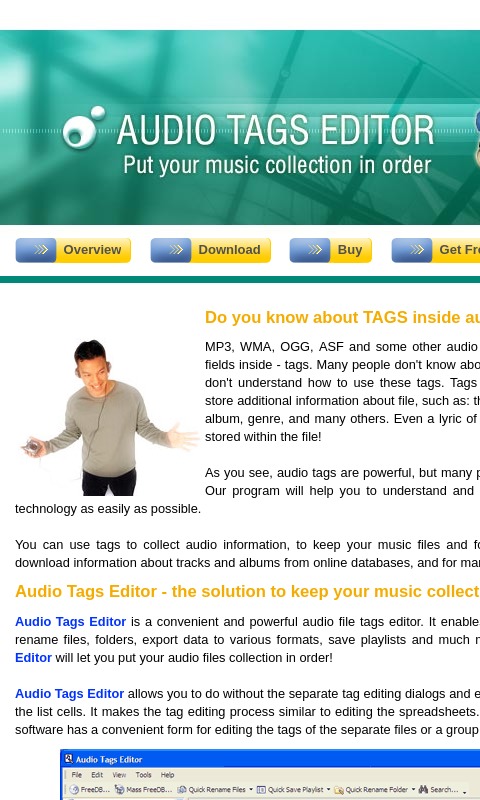 AUDIO TAGS EDITOR
Put your music collection in order
Overview Download Buy Get
Do you know about TAGS inside
MP3, WMA, OGG, ASF and some other audio
fields inside - tags. Many people don't know
don't understand how to use these tags. Tags
store additional information about file, such as:
album, genre, and many others. Even a lyric of
stored within the file!
As you see, audio tags are powerful, but many
Our program will help you to understand and
technology as easily as possible.
You can use tags to collect audio information, to keep your music files and
download information about tracks and albums from online databases, and for
Audio Tags Editor - the solution to keep your music
Audio Tags Editor is a convenient and powerful audio file tags editor. It
rename files, folders, export data to various formats, save playlists and much
Editor will let you put your audio files collection in order!
Audio Tags Editor allows you to do without the separate tag editing dialogs and
the list cells. It makes the tag editing process similar to editing the spreadsheets.
software has a convenient form for editing the tags of the separate files or a group
Audio Tags Editor
File Edit View Tools Help
FreeDB... Mass FreeDB... Quick Rename Files Quick Save Playlist Quick Rename Folder Search...